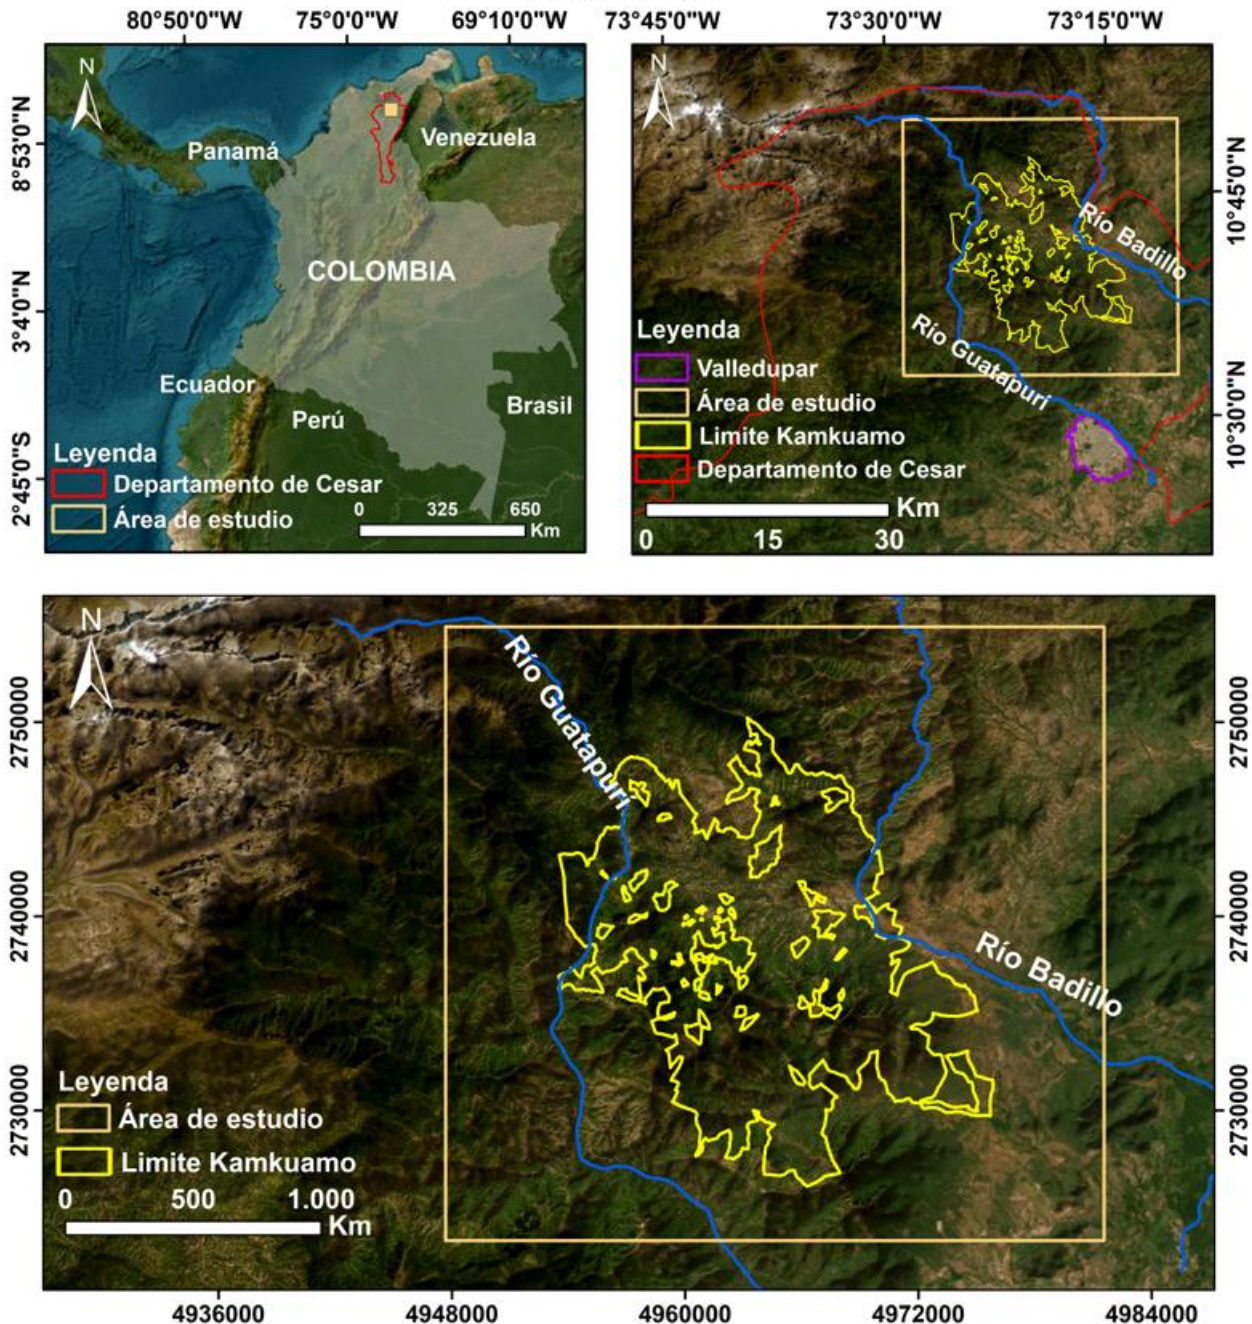 80°50'0"W 75°0'0"W 69°10'0"W
73°45'0"W 73°30'0"W 73°15'0"W
N
Panamá
Venezuela
COLOMBIA
Ecuador
Perú
Brasil
Leyenda
Departamento de Cesar
Área de estudio
0 325 650
Km
8°53'0"N
3°4'0"N
2°45'0"S
N
Río Badillo
Río Guatapurí
Leyenda
Valledupar
Área de estudio
Limite Kamkuamo
Departamento de Cesar
Km
0 15 30
10°45'0"N
10°30'0"N
N
Río Guatapurí
Río Badillo
Leyenda
Área de estudio
Limite Kamkuamo
0 500 1.000
Km
2750000
2740000
2730000
2750000
2740000
2730000
4936000 4948000 4960000 4972000 4984000